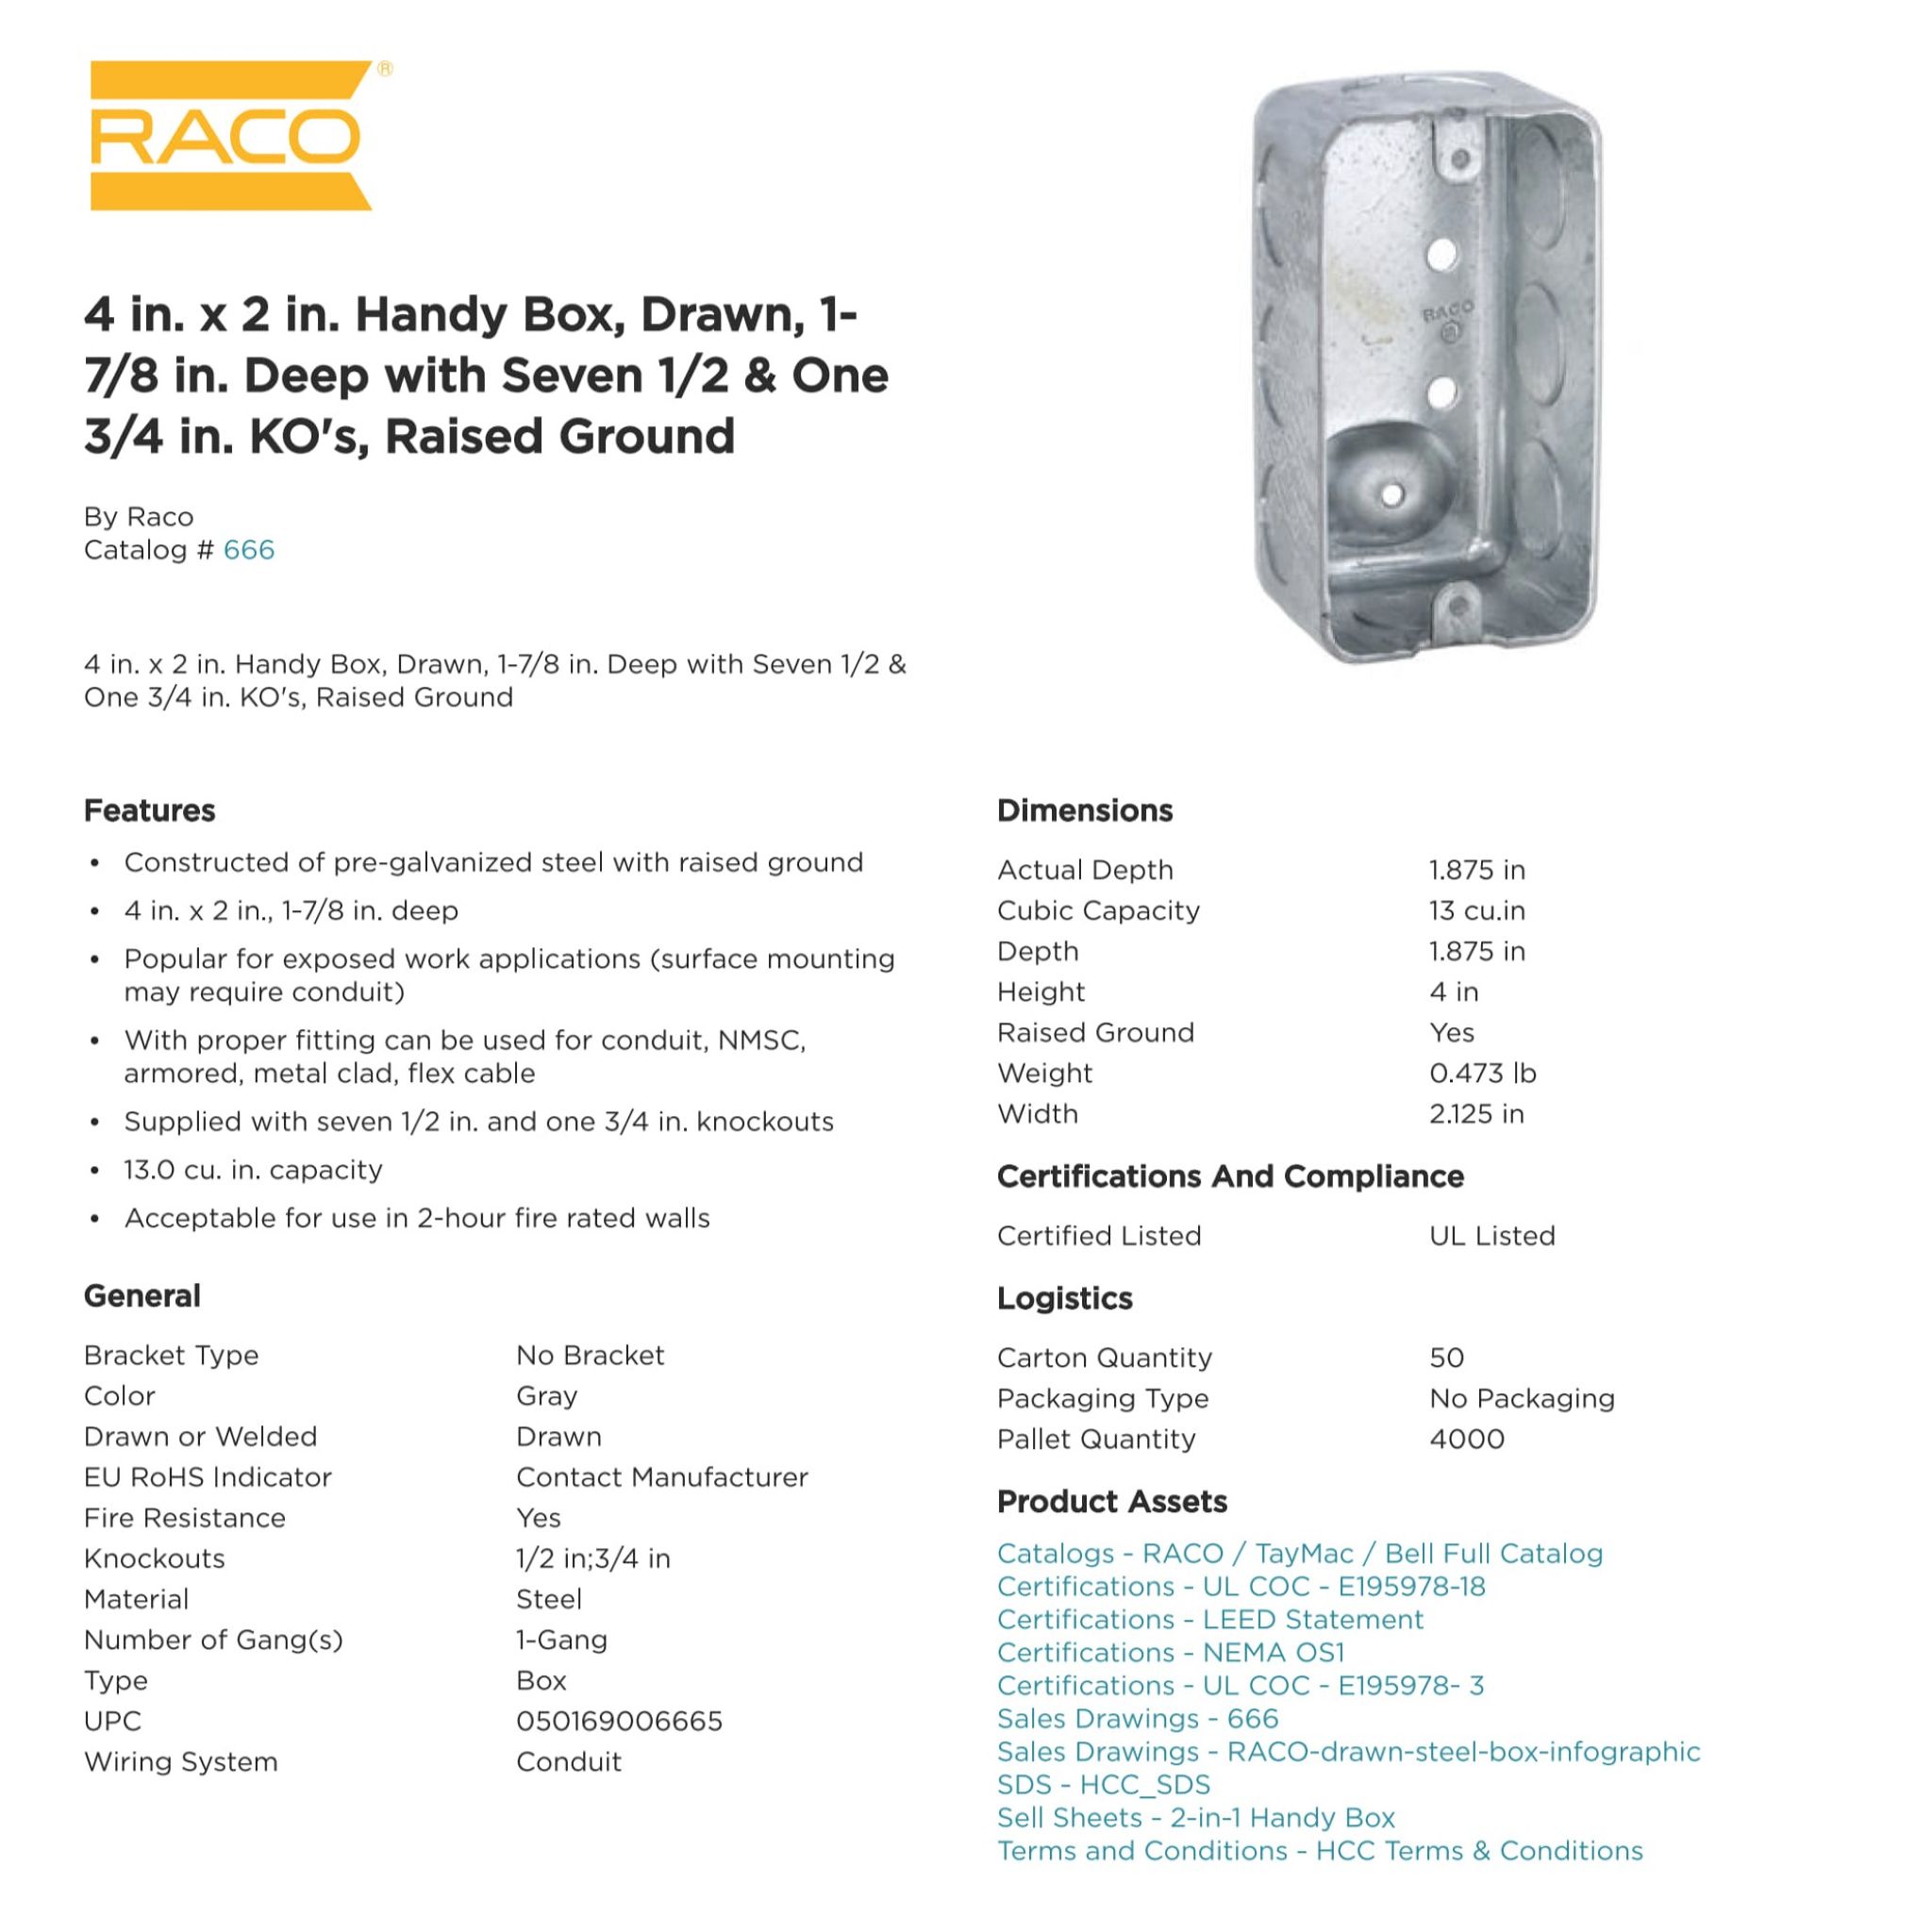 RACO®
4 in. x 2 in. Handy Box, Drawn, 1-
7/8 in. Deep with Seven 1/2 & One
3/4 in. KO's, Raised Ground
By Raco
Catalog # 666
4 in. x 2 in. Handy Box, Drawn, 1-7/8 in. Deep with Seven 1/2 &
One 3/4 in. KO's, Raised Ground
RACO
Features
• Constructed of pre-galvanized steel with raised ground
• 4 in. x 2 in., 1-7/8 in. deep
• Popular for exposed work applications (surface mounting
may require conduit)
• With proper fitting can be used for conduit, NMSC,
armored, metal clad, flex cable
• Supplied with seven 1/2 in. and one 3/4 in. knockouts
• 13.0 cu. in. capacity
• Acceptable for use in 2-hour fire rated walls
General
Bracket Type No Bracket
Color Gray
Drawn or Welded Drawn
EU RoHS Indicator Contact Manufacturer
Fire Resistance Yes
Knockouts 1/2 in;3/4 in
Material Steel
Number of Gang(s) 1-Gang
Type Box
UPC 050169006665
Wiring System Conduit
Dimensions
Actual Depth 1.875 in
Cubic Capacity 13 cu.in
Depth 1.875 in
Height 4 in
Raised Ground Yes
Weight 0.473 lb
Width 2.125 in
Certifications And Compliance
Certified Listed UL Listed
Logistics
Carton Quantity 50
Packaging Type No Packaging
Pallet Quantity 4000
Product Assets
Catalogs - RACO / TayMac / Bell Full Catalog
Certifications - UL COC - E195978-18
Certifications - LEED Statement
Certifications - NEMA OS1
Certifications - UL COC - E195978- 3
Sales Drawings - 666
Sales Drawings - RACO-drawn-steel-box-infographic
SDS - HCC_SDS
Sell Sheets - 2-in-1 Handy Box
Terms and Conditions - HCC Terms & Conditions